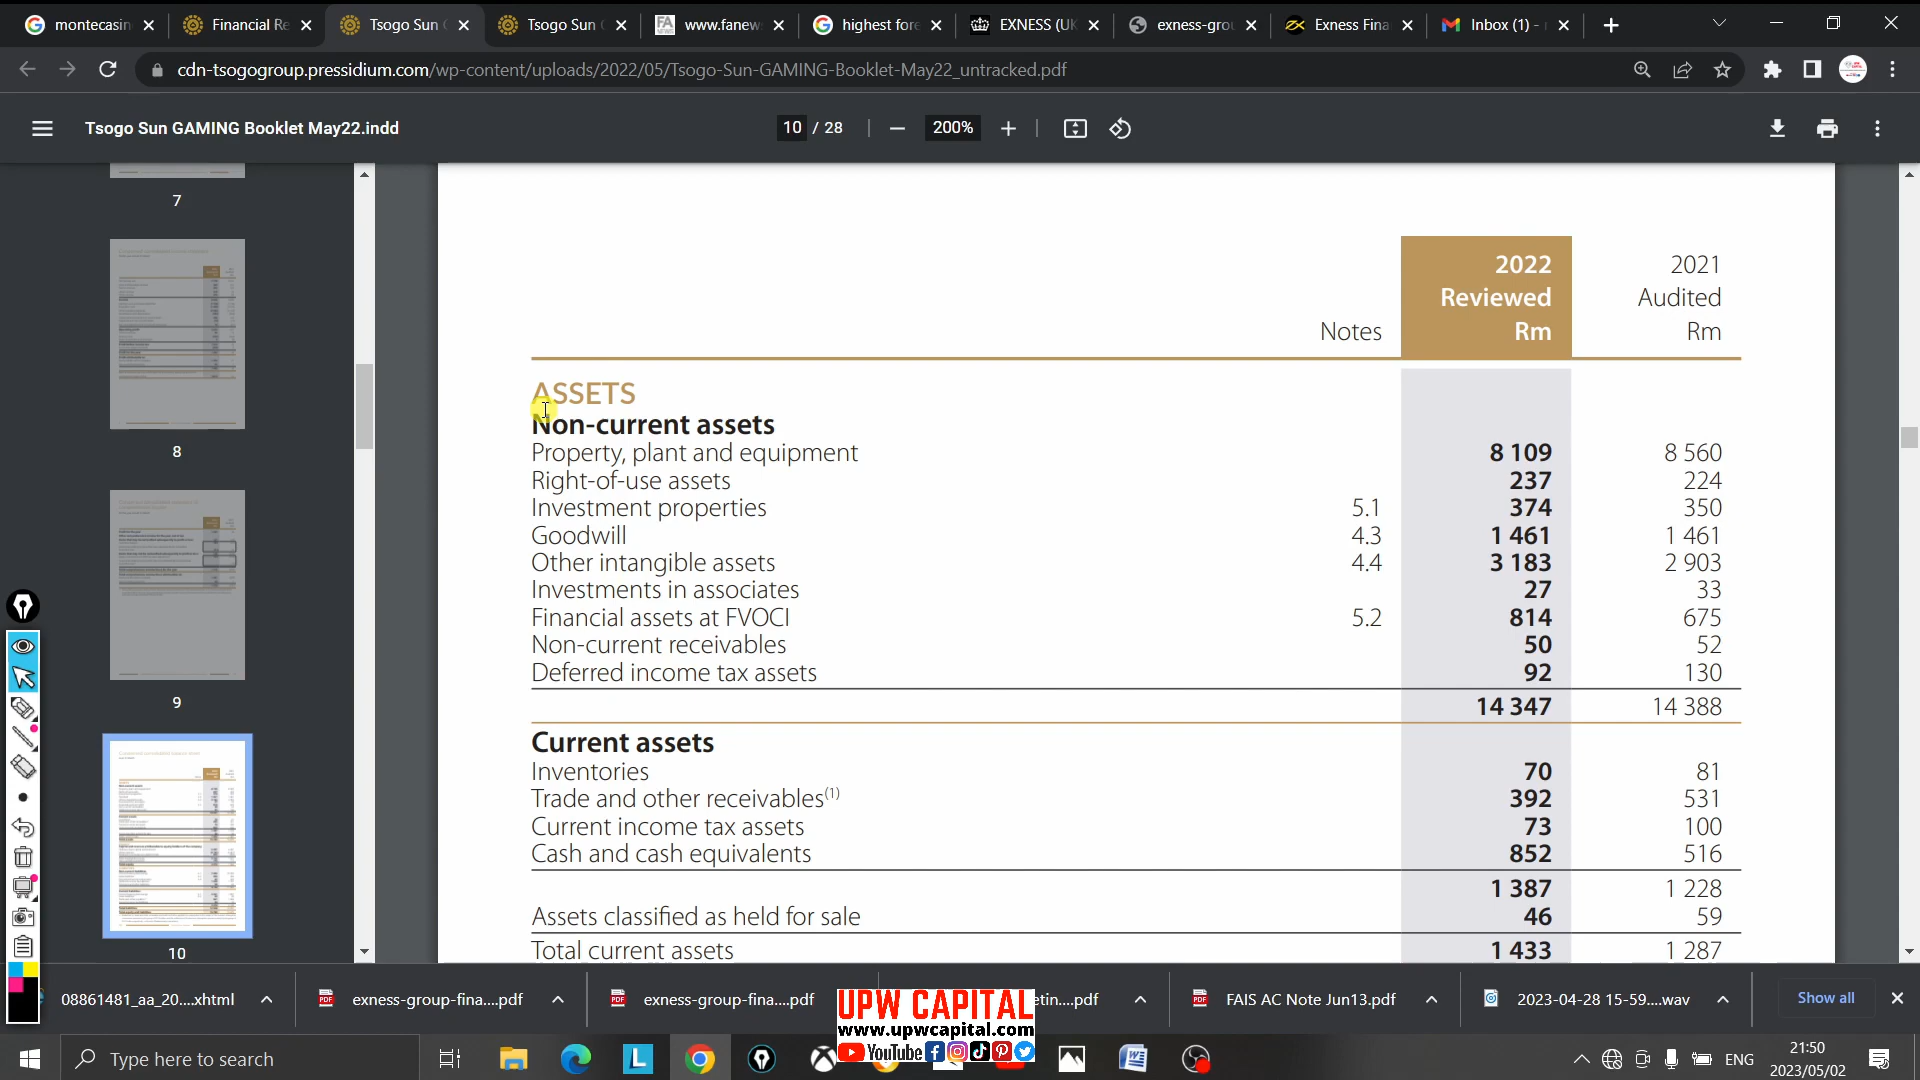 montecasin
Financial Re
Tsogo Sun
Tsogo Sun
www.fanew
highest fore
EXNESS (UK
exness-grou
Exness Fina
Inbox (1) -
cdn-tsogogroup.pressidium.com/wp-content/uploads/2022/05/Tsogo-Sun-GAMING-Booklet-May22_untracked.pdf
Tsogo Sun GAMING Booklet May22.indd
10 / 28
200%
7
8
9
10
2022 2021
Reviewed Audited
Notes Rm Rm
ASSETS
Non-current assets
Property, plant and equipment 8 109 8 560
Right-of-use assets 237 224
Investment properties 5.1 374 350
Goodwill 4.3 1 461 1 461
Other intangible assets 4.4 3 183 2 903
Investments in associates 27 33
Financial assets at FVOCI 5.2 814 675
Non-current receivables 50 52
Deferred income tax assets 92 130
14 347 14 388
Current assets
Inventories 70 81
Trade and other receivables(1) 392 531
Current income tax assets 73 100
Cash and cash equivalents 852 516
1 387 1 228
Assets classified as held for sale 46 59
Total current assets 1 433 1 287
08861481_aa_20....xhtml
exness-group-fina....pdf
exness-group-fina....pdf
etin....pdf
FAIS AC Note Jun13.pdf
2023-04-28 15-59....wav
Show all
UPW CAPITAL
www.upwcapital.com
YouTube
Type here to search
ENG
21:50
2023/05/02